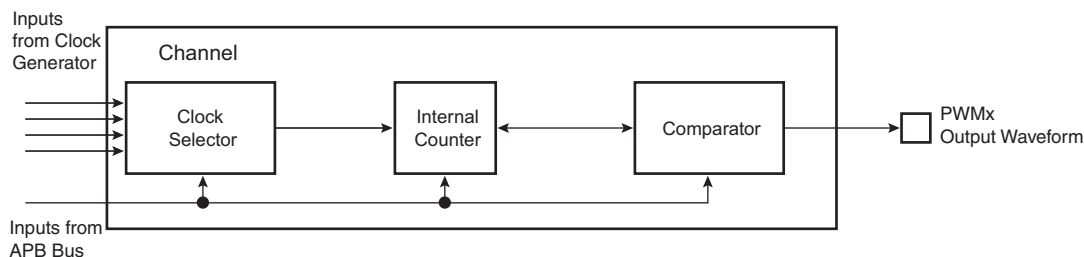 Inputs
from Clock
Generator
Channel
Clock
Selector
Internal
Counter
Comparator
PWMx
Output Waveform
Inputs from
APB Bus